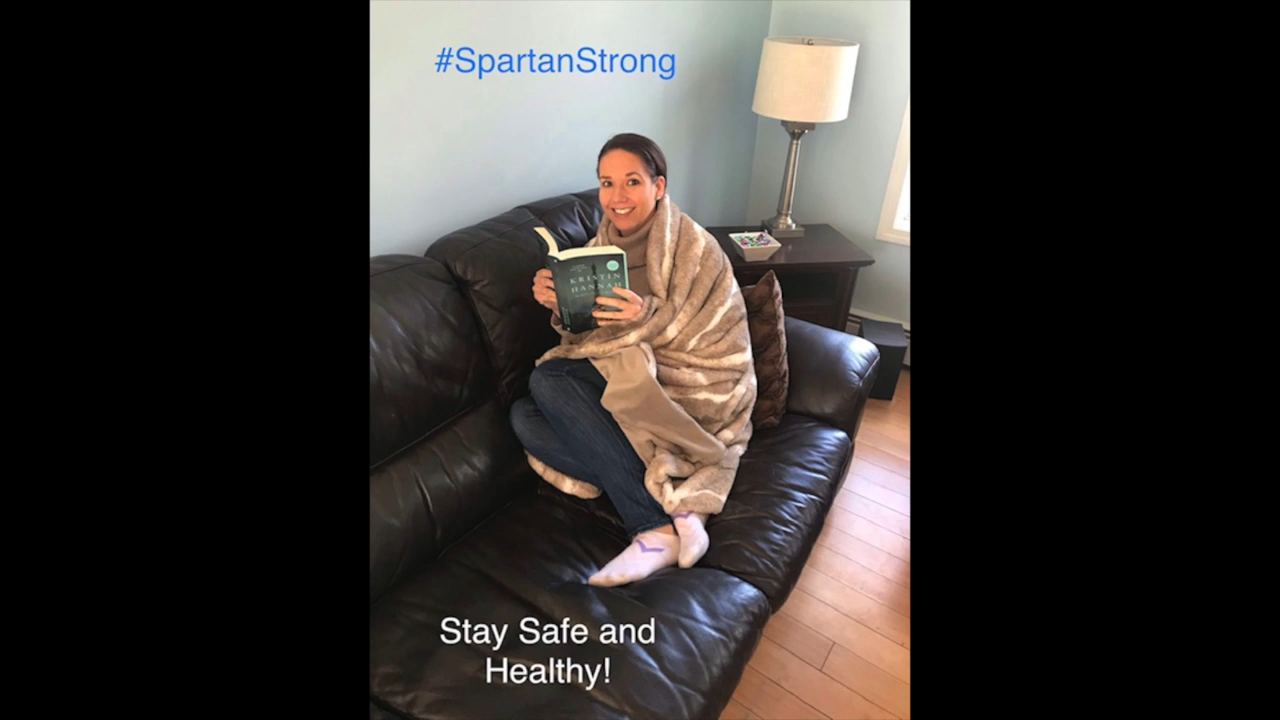 #SpartanStrong
KRISTIN
HANNAH
Stay Safe and
Healthy!